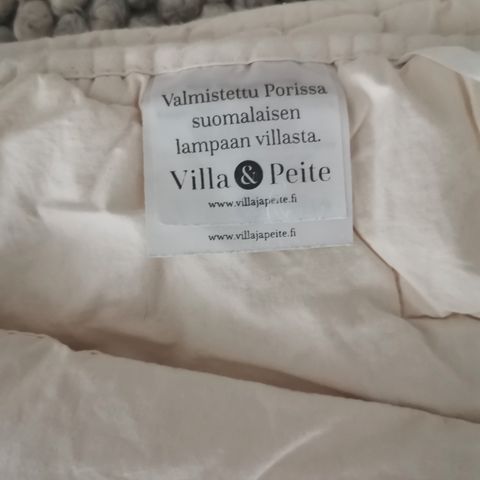 Valmistettu Porissa
suomalaisen
lampaan villasta.
Villa & Peite
www.villajapeite.fi
www.villajapeite.fi